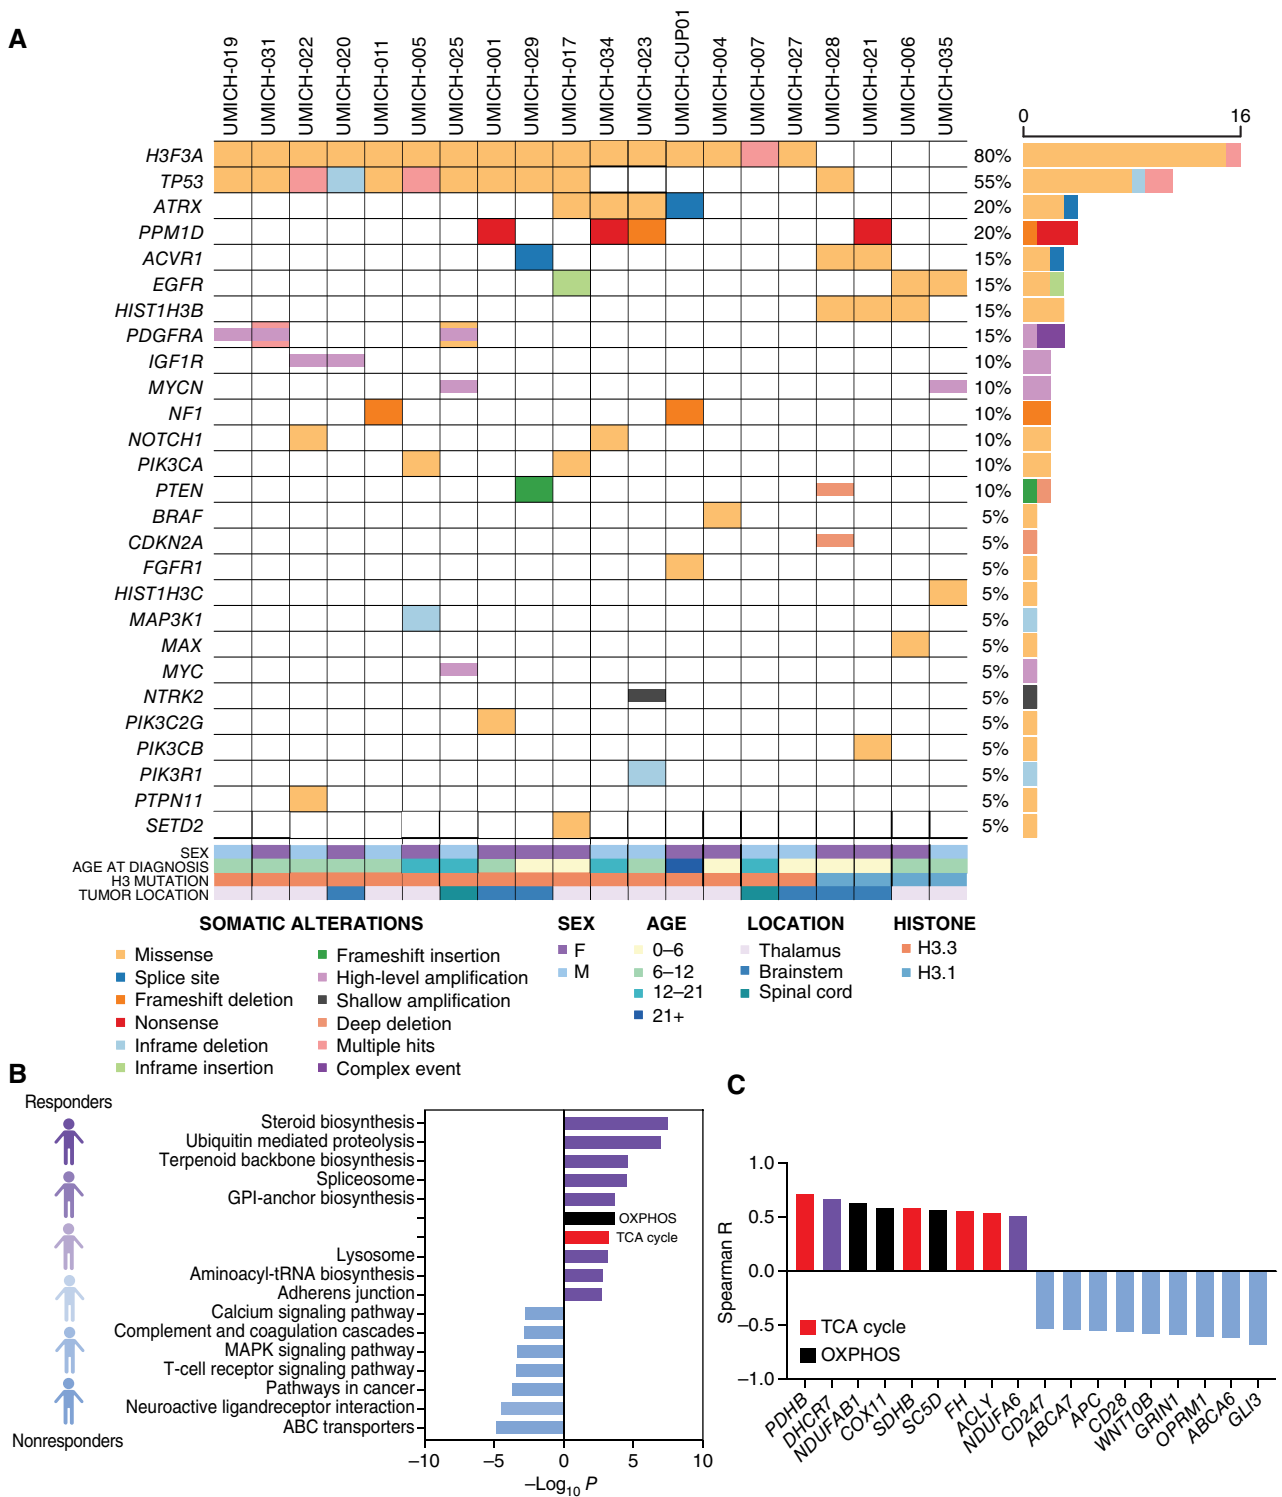 A
UMICH-019
UMICH-031
UMICH-022
UMICH-020
UMICH-011
UMICH-005
UMICH-025
UMICH-001
UMICH-029
UMICH-017
UMICH-034
UMICH-023
UMICH-CUP01
UMICH-004
UMICH-007
UMICH-027
UMICH-028
UMICH-021
UMICH-006
UMICH-035
0 16
H3F3A 80%
TP53 55%
ATRX 20%
PPM1D 20%
ACVR1 15%
EGFR 15%
HIST1H3B 15%
PDGFRA 15%
IGF1R 10%
MYCN 10%
NF1 10%
NOTCH1 10%
PIK3CA 10%
PTEN 10%
BRAF 5%
CDKN2A 5%
FGFR1 5%
HIST1H3C 5%
MAP3K1 5%
MAX 5%
MYC 5%
NTRK2 5%
PIK3C2G 5%
PIK3CB 5%
PIK3R1 5%
PTPN11 5%
SETD2 5%
SEX
AGE AT DIAGNOSIS
H3 MUTATION
TUMOR LOCATION
SOMATIC ALTERATIONS
Missense
Splice site
Frameshift deletion
Nonsense
Inframe deletion
Inframe insertion
Frameshift insertion
High-level amplification
Shallow amplification
Deep deletion
Multiple hits
Complex event
SEX
F
M
AGE
0–6
6–12
12–21
21+
LOCATION
Thalamus
Brainstem
Spinal cord
HISTONE
H3.3
H3.1
B
Responders
Nonresponders
Steroid biosynthesis
Ubiquitin mediated proteolysis
Terpenoid backbone biosynthesis
Spliceosome
GPI-anchor biosynthesis
OXPHOS
TCA cycle
Lysosome
Aminoacyl-tRNA biosynthesis
Adherens junction
Calcium signaling pathway
Complement and coagulation cascades
MAPK signaling pathway
T-cell receptor signaling pathway
Pathways in cancer
Neuroactive ligandreceptor interaction
ABC transporters
–10 –5 0 5 10
–Log10 P
C
Spearman R
1.0
0.5
0.0
–0.5
–1.0
TCA cycle
OXPHOS
PDHB
DHCR7
NDUFAB1
COX11
SDHB
SC5D
FH
ACLY
NDUFA6
CD247
ABCA7
APC
CD28
WNT10B
GRIN1
OPRM1
ABCA6
GLI3